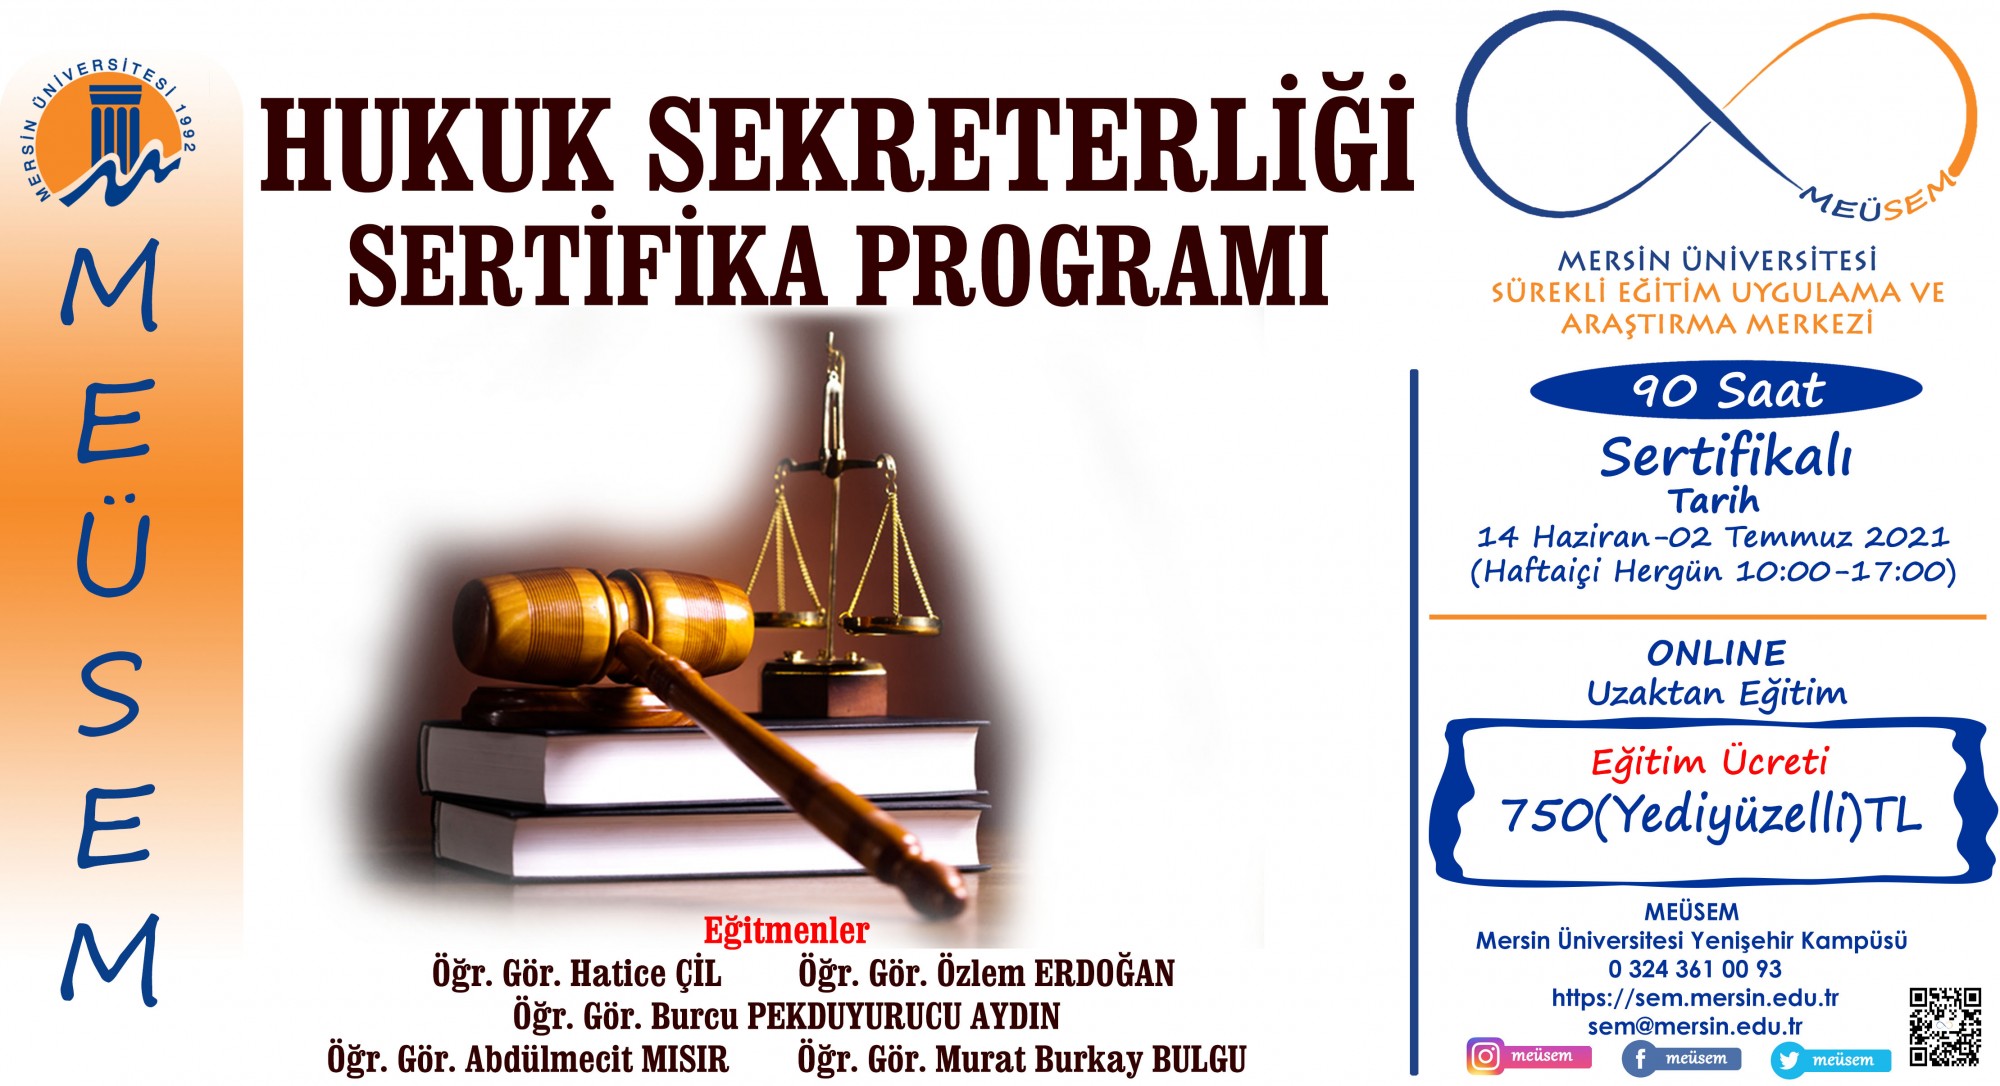 MERSİN ÜNİVERSİTESİ 1992
MEÜSEM
HUKUK SEKRETERLİĞİ
SERTİFİKA PROGRAMI
Eğitmenler
Öğr. Gör. Hatice ÇİL Öğr. Gör. Özlem ERDOĞAN
Öğr. Gör. Burcu PEKDUYURUCU AYDIN
Öğr. Gör. Abdülmecit MISIR Öğr. Gör. Murat Burkay BULGU
MEÜSEM
MERSİN ÜNİVERSİTESİ
SÜREKLİ EĞİTİM UYGULAMA VE
ARAŞTIRMA MERKEZİ
90 Saat
Sertifikalı
Tarih
14 Haziran-02 Temmuz 2021
(Haftaiçi Hergün 10:00-17:00)
ONLINE
Uzaktan Eğitim
Eğitim Ücreti
750(Yediyüzelli)TL
MEÜSEM
Mersin Üniversitesi Yenişehir Kampüsü
0 324 361 00 93
https://sem.mersin.edu.tr
sem@mersin.edu.tr
meüsem meüsem meüsem